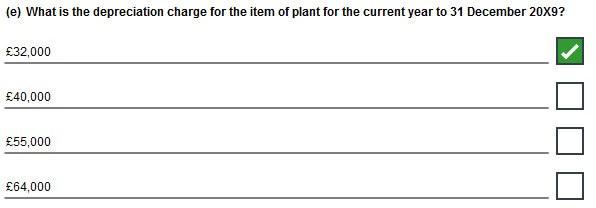 (e) What is the depreciation charge for the item of plant for the current year to 31 December 20X9?
£32,000
£40,000
£55,000
£64,000